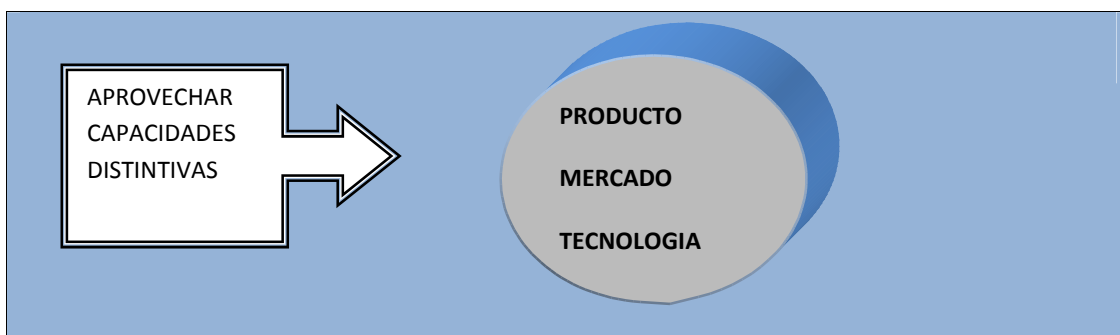 APROVECHAR
CAPACIDADES
DISTINTIVAS
PRODUCTO
MERCADO
TECNOLOGIA